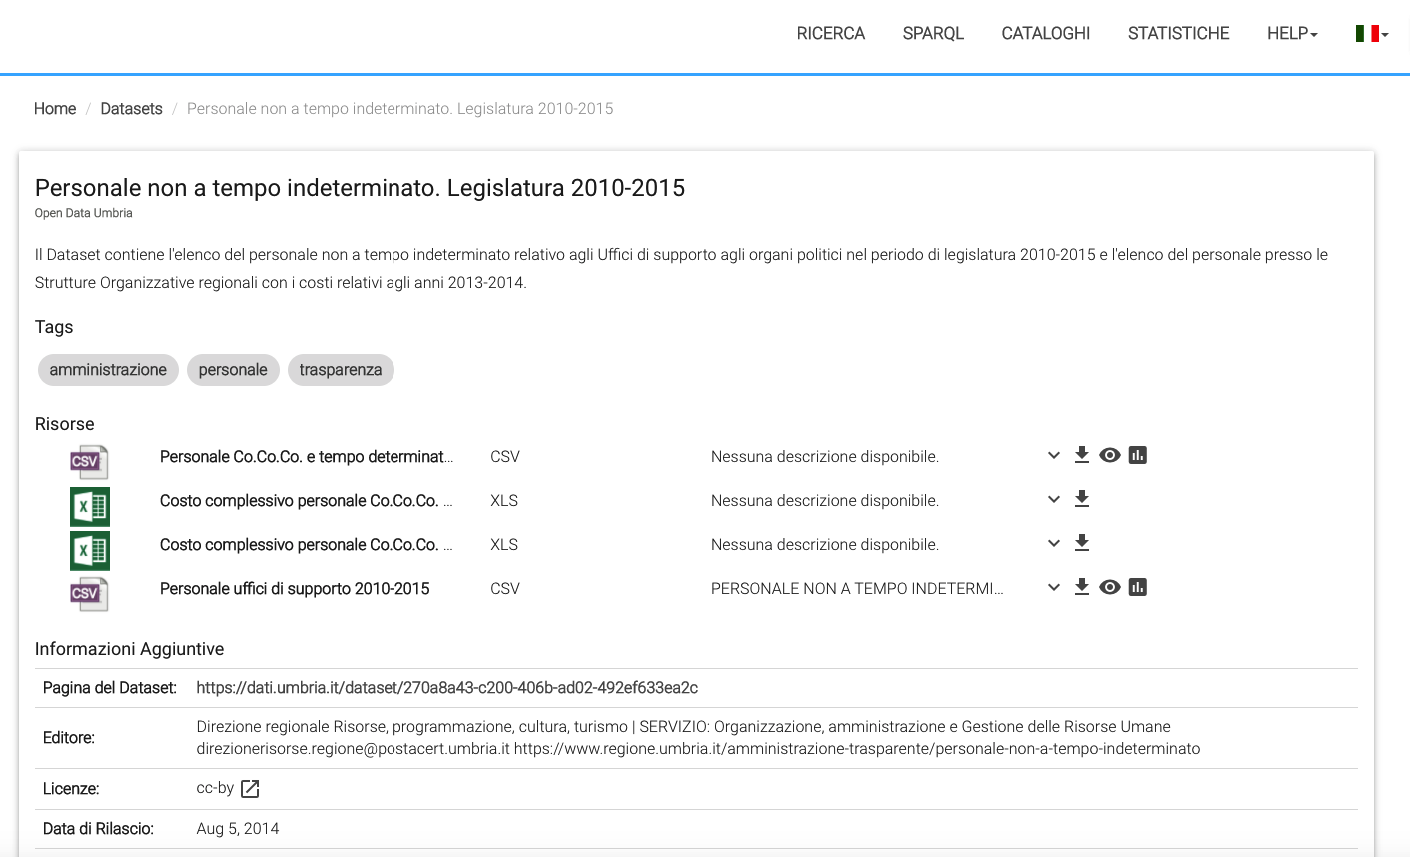 RICERCA SPARQL CATALOGHI STATISTICHE HELP
Home / Datasets / Personale non a tempo indeterminato. Legislatura 2010-2015
Personale non a tempo indeterminato. Legislatura 2010-2015
Open Data Umbria
Il Dataset contiene l'elenco del personale non a tempo indeterminato relativo agli Uffici di supporto agli organi politici nel periodo di legislatura 2010-2015 e l'elenco del personale presso le
Strutture Organizzative regionali con i costi relativi agli anni 2013-2014.
Tags
amministrazione personale trasparenza
Risorse
CSV Personale Co.Co.Co. e tempo determinat... CSV Nessuna descrizione disponibile.
X Costo complessivo personale Co.Co.Co. ... XLS Nessuna descrizione disponibile.
X Costo complessivo personale Co.Co.Co. ... XLS Nessuna descrizione disponibile.
CSV Personale uffici di supporto 2010-2015 CSV PERSONALE NON A TEMPO INDETERMI...
Informazioni Aggiuntive
Pagina del Dataset: https://dati.umbria.it/dataset/270a8a43-c200-406b-ad02-492ef633ea2c
Editore: Direzione regionale Risorse, programmazione, cultura, turismo | SERVIZIO: Organizzazione, amministrazione e Gestione delle Risorse Umane
direzionerisorse.regione@postacert.umbria.it https://www.regione.umbria.it/amministrazione-trasparente/personale-non-a-tempo-indeterminato
Licenze: cc-by
Data di Rilascio: Aug 5, 2014